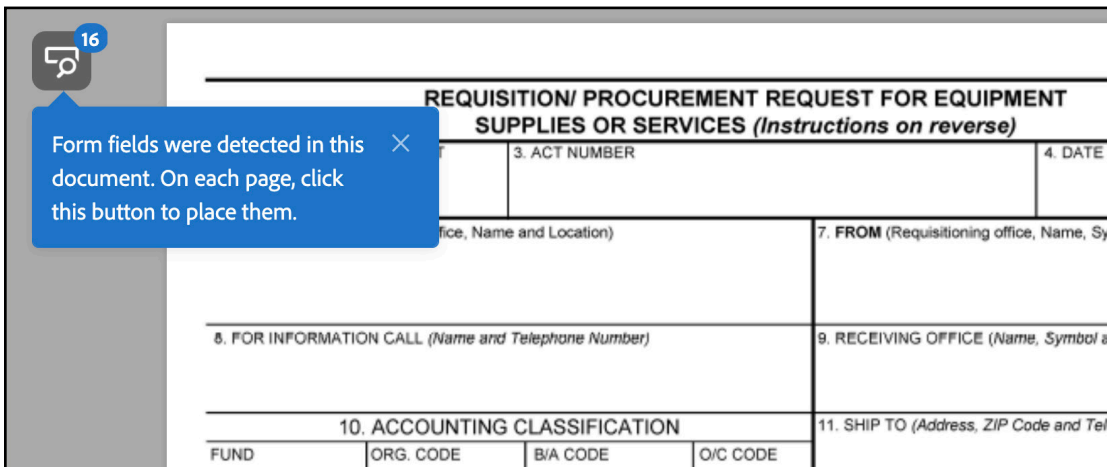 16
Form fields were detected in this
document. On each page, click
this button to place them.
REQUISITION/ PROCUREMENT REQUEST FOR EQUIPMENT
SUPPLIES OR SERVICES (Instructions on reverse)
3. ACT NUMBER
4. DATE
Name and Location)
7. FROM (Requisitioning office, Name,
8. FOR INFORMATION CALL (Name and Telephone Number)
9. RECEIVING OFFICE (Name, Symbol
10. ACCOUNTING CLASSIFICATION
11. SHIP TO (Address, ZIP Code and
FUND
ORG. CODE
B/A CODE
O/C CODE